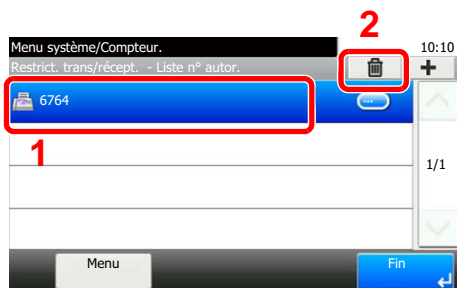 2
Menu système/Compteur.
10:10
Restrict. trans/récept. - Liste n° autor.
+
6764
...
1
1/1
Menu
Fin